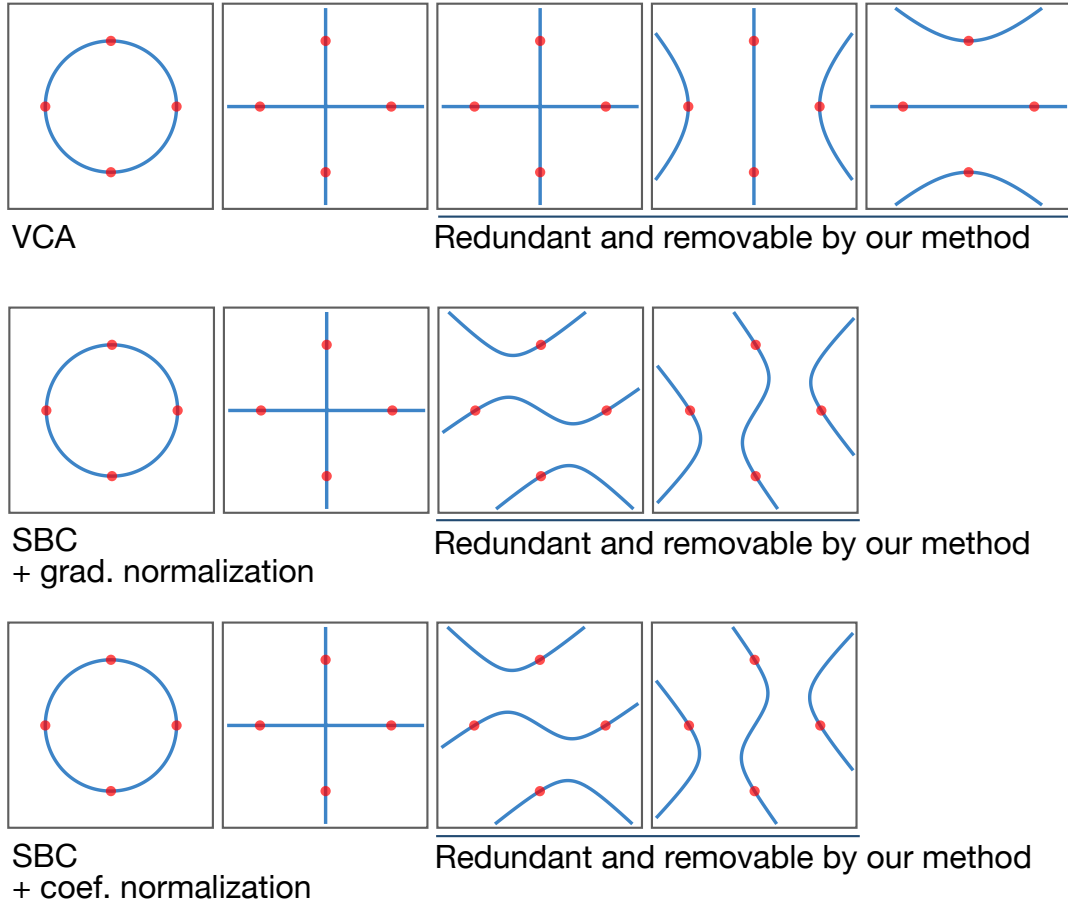 VCA
Redundant and removable by our method
SBC
+ grad. normalization
Redundant and removable by our method
SBC
+ coef. normalization
Redundant and removable by our method